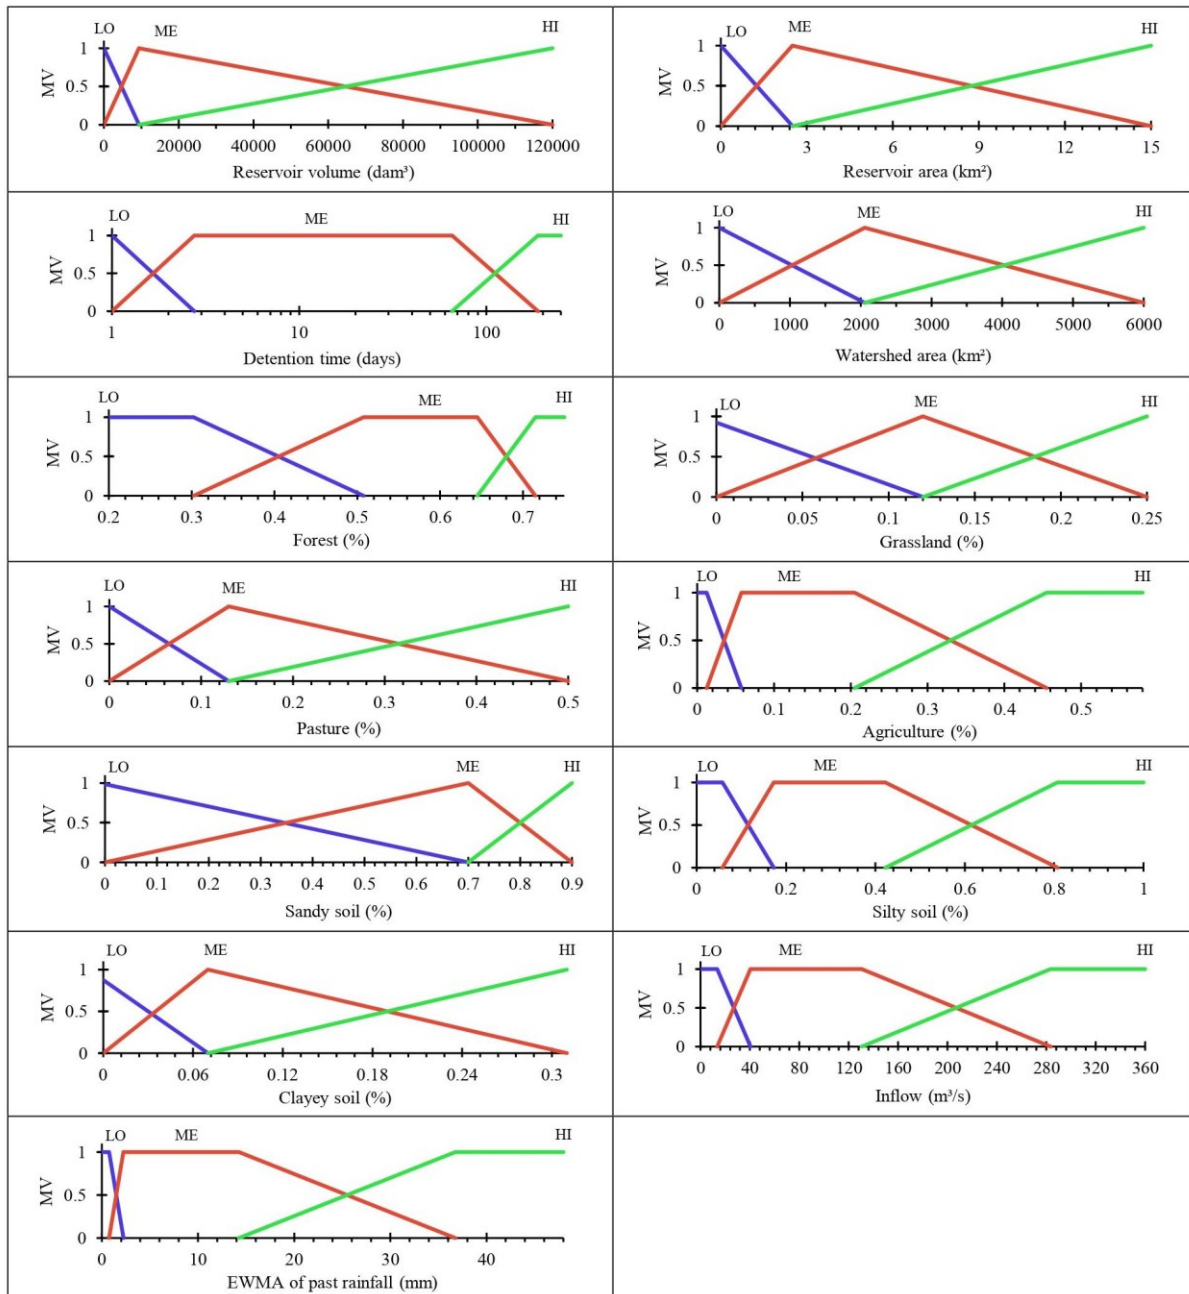 LO ME HI
1
0.5
0
MV
0 20000 40000 60000 80000 100000 120000
Reservoir volume (dam³)
LO ME HI
1
0.5
0
MV
0 3 6 9 12 15
Reservoir area (km²)
LO ME HI
1
0.5
0
MV
1 10 100
Detention time (days)
LO ME HI
1
0.5
0
MV
0 1000 2000 3000 4000 5000 6000
Watershed area (km²)
LO ME HI
1
0.5
0
MV
0.2 0.3 0.4 0.5 0.6 0.7
Forest (%)
LO ME HI
1
0.5
0
MV
0 0.05 0.1 0.15 0.2 0.25
Grassland (%)
LO ME HI
1
0.5
0
MV
0 0.1 0.2 0.3 0.4 0.5
Pasture (%)
LO ME HI
1
0.5
0
MV
0 0.1 0.2 0.3 0.4 0.5
Agriculture (%)
LO ME HI
1
0.5
0
MV
0 0.1 0.2 0.3 0.4 0.5 0.6 0.7 0.8 0.9
Sandy soil (%)
LO ME HI
1
0.5
0
MV
0 0.2 0.4 0.6 0.8 1
Silty soil (%)
LO ME HI
1
0.5
0
MV
0 0.06 0.12 0.18 0.24 0.3
Clayey soil (%)
LO ME HI
1
0.5
0
MV
0 40 80 120 160 200 240 280 320 360
Inflow (m³/s)
LO ME HI
1
0.5
0
MV
0 10 20 30 40
EWMA of past rainfall (mm)